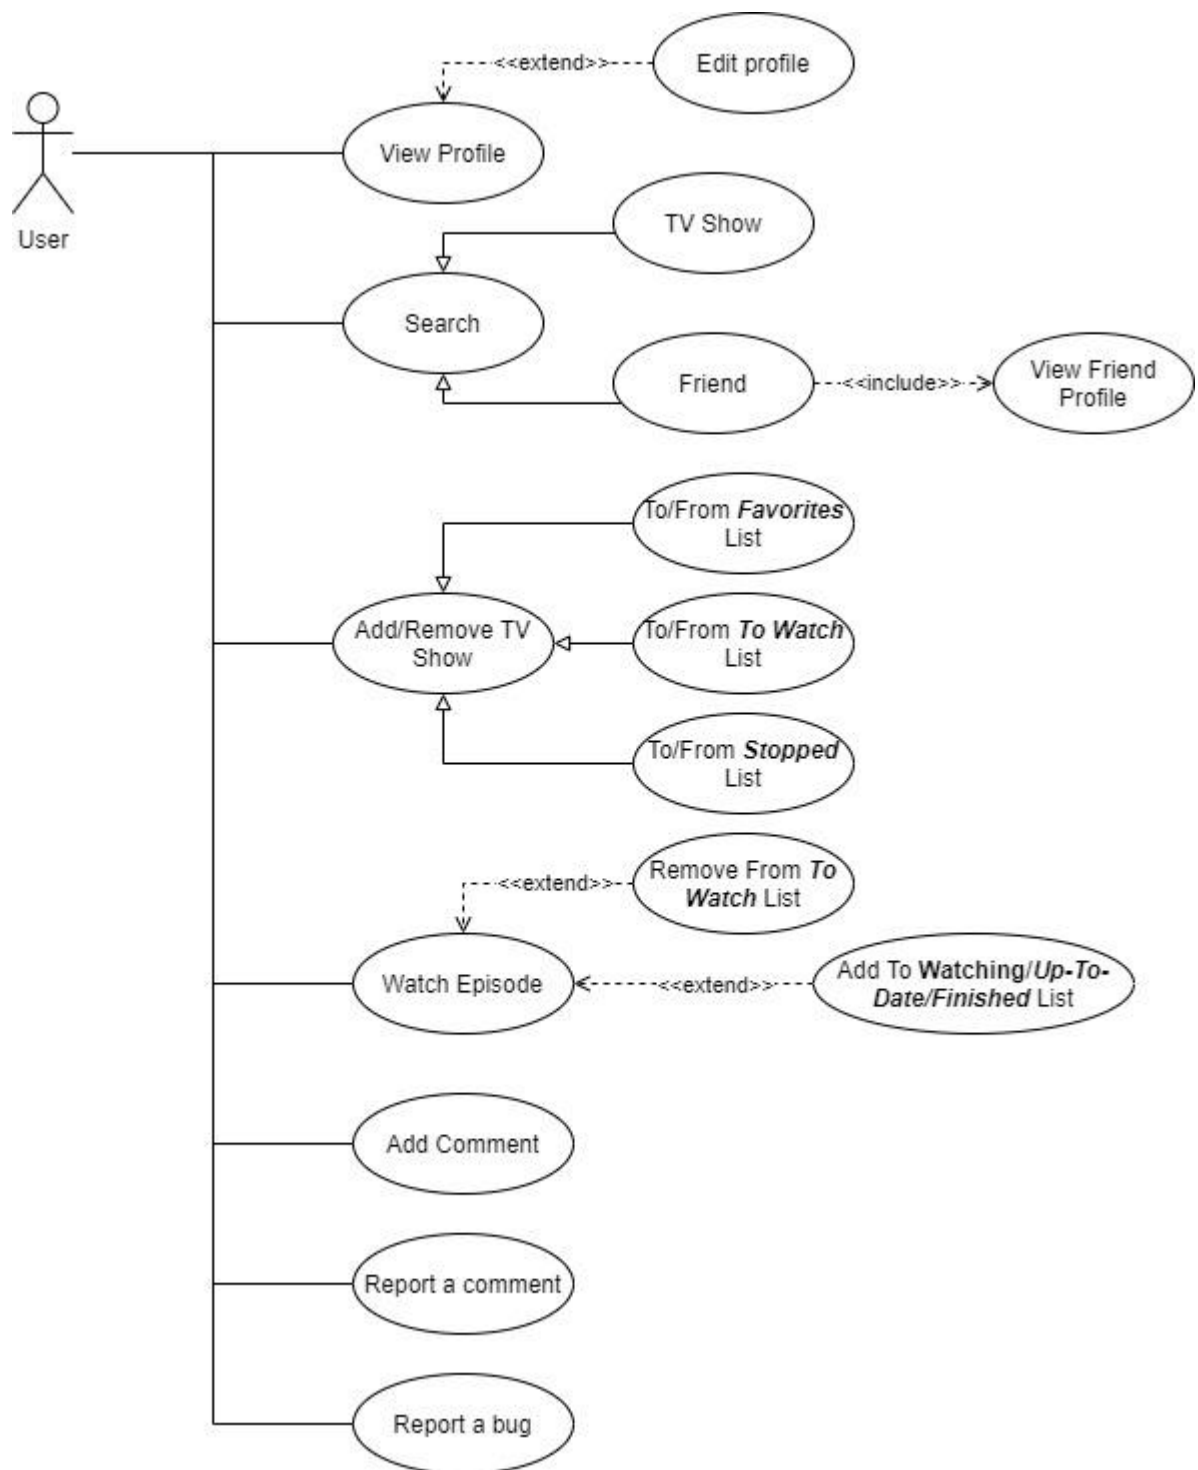 <<extend>>
Edit profile
View Profile
User
TV Show
Search
Friend
<<include>>
View Friend
Profile
To/From Favorites
List
Add/Remove TV
Show
To/From To Watch
List
To/From Stopped
List
<<extend>>
Remove From To
Watch List
Watch Episode
<<extend>>
Add To Watching/Up-To-
Date/Finished List
Add Comment
Report a comment
Report a bug